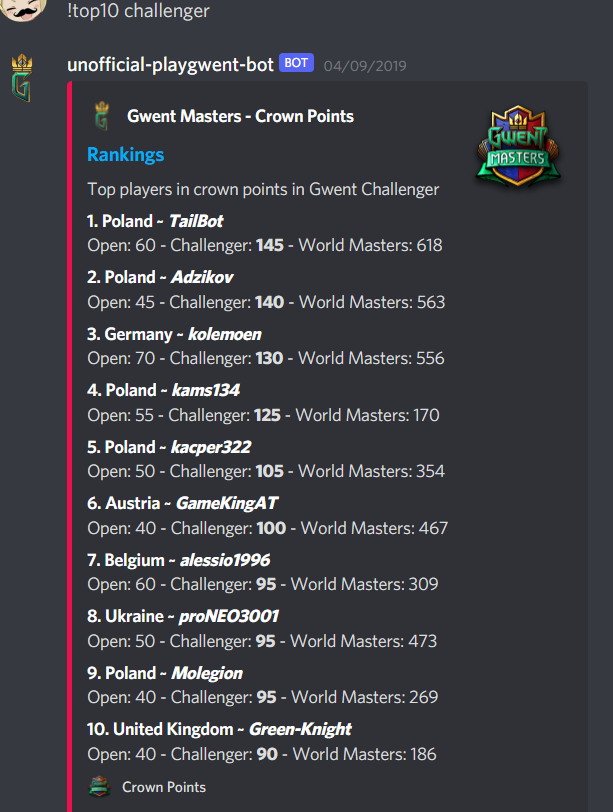 !top10 challenger
unofficial-playgwent-bot BOT 04/09/2019
Gwent Masters - Crown Points
GWENT
MASTERS
Rankings
Top players in crown points in Gwent Challenger
1. Poland ~ TailBot
Open: 60 - Challenger: 145 - World Masters: 618
2. Poland ~ Adzikov
Open: 45 - Challenger: 140 - World Masters: 563
3. Germany ~ kolemoen
Open: 70 - Challenger: 130 - World Masters: 556
4. Poland ~ kams134
Open: 55 - Challenger: 125 - World Masters: 170
5. Poland ~ kacper322
Open: 50 - Challenger: 105 - World Masters: 354
6. Austria ~ GameKingAT
Open: 40 - Challenger: 100 - World Masters: 467
7. Belgium ~ alessio1996
Open: 60 - Challenger: 95 - World Masters: 309
8. Ukraine ~ proNEO3001
Open: 50 - Challenger: 95 - World Masters: 473
9. Poland ~ Molegion
Open: 40 - Challenger: 95 - World Masters: 269
10. United Kingdom ~ Green-Knight
Open: 40 - Challenger: 90 - World Masters: 186
Crown Points